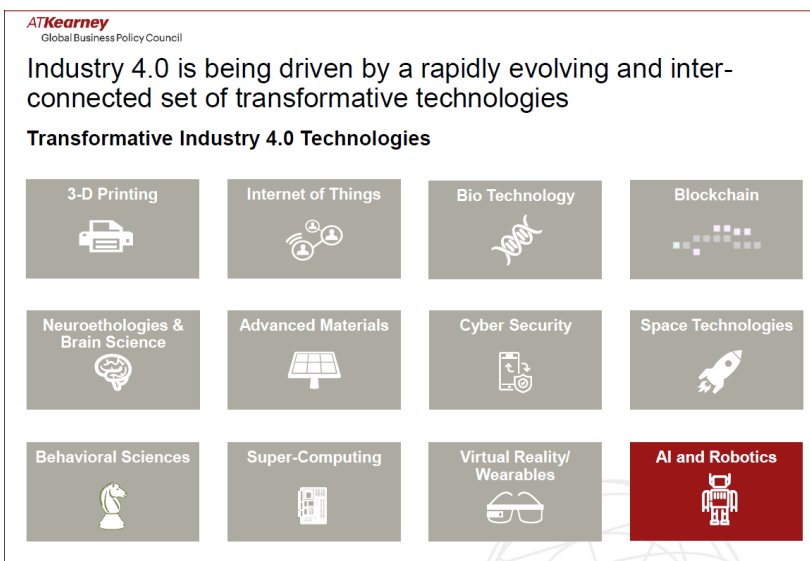 ATKearney
Global Business Policy Council
Industry 4.0 is being driven by a rapidly evolving and inter-
connected set of transformative technologies
Transformative Industry 4.0 Technologies
3-D Printing
Internet of Things
Bio Technology
Blockchain
Neuroethologies &
Brain Science
Advanced Materials
Cyber Security
Space Technologies
Behavioral Sciences
Super-Computing
Virtual Reality/
Wearables
AI and Robotics